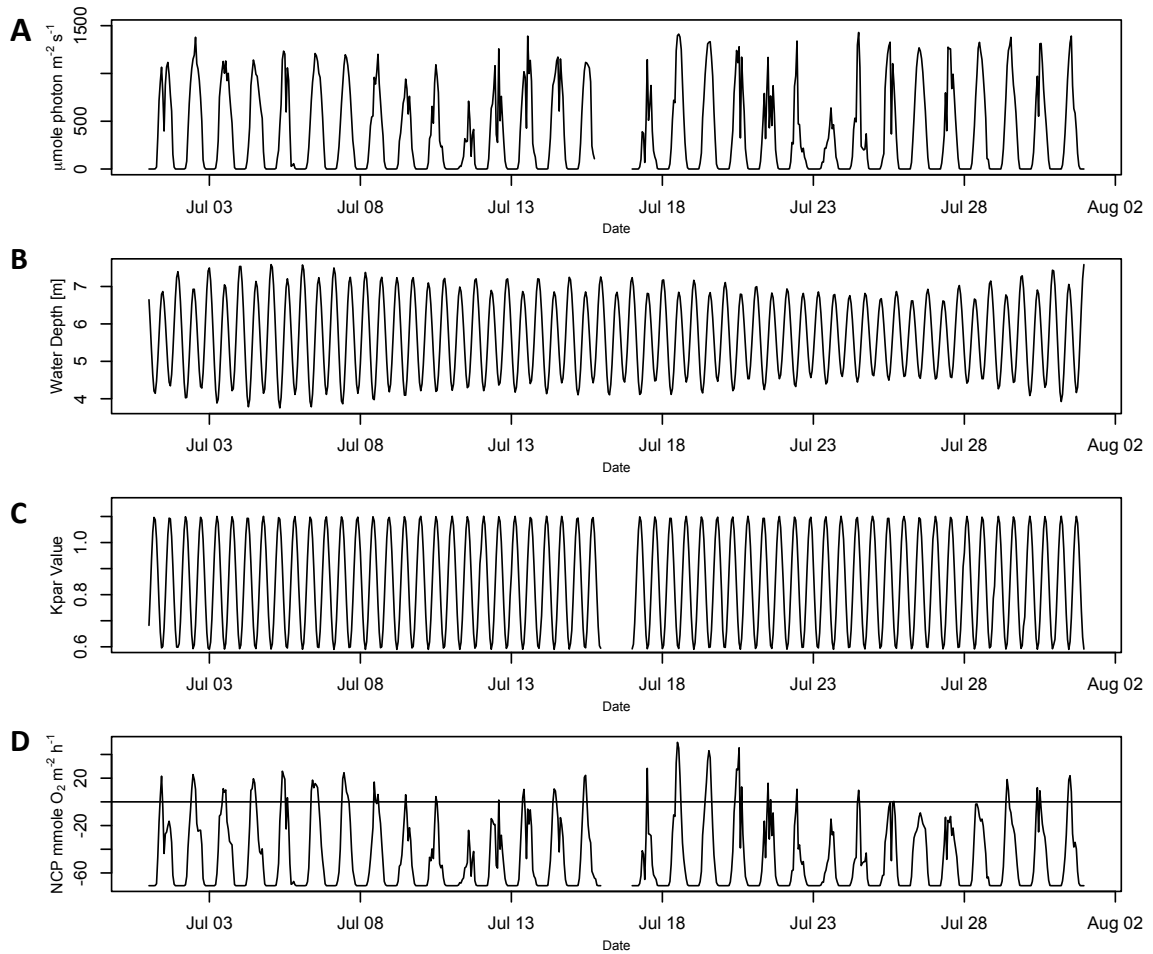 A
μmole photon m-2 s-1
0 500 1500
Jul 03 Jul 08 Jul 13 Jul 18 Jul 23 Jul 28 Aug 02
Date
B
Water Depth [m]
4 5 6 7
Jul 03 Jul 08 Jul 13 Jul 18 Jul 23 Jul 28 Aug 02
Date
C
Kpar Value
0.6 0.8 1.0
Jul 03 Jul 08 Jul 13 Jul 18 Jul 23 Jul 28 Aug 02
Date
D
NCP mmole O2 m-2 h-1
-60 -20 20
Jul 03 Jul 08 Jul 13 Jul 18 Jul 23 Jul 28 Aug 02
Date